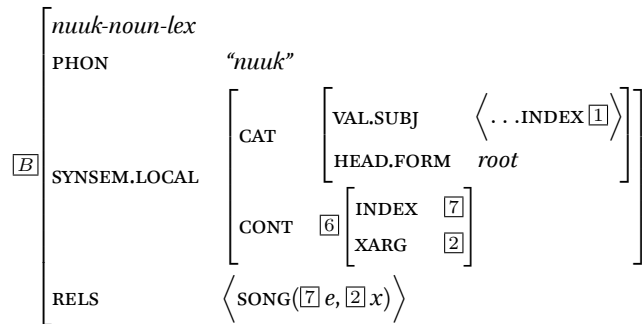 nuuk-noun-lex
PHON “nuuk”
VAL.SUBJ ⟨...INDEX 1⟩
CAT
HEAD.FORM root
B SYNSEM.LOCAL
INDEX 7
CONT 6
XARG 2
RELS ⟨SONG(7 e, 2 x)⟩